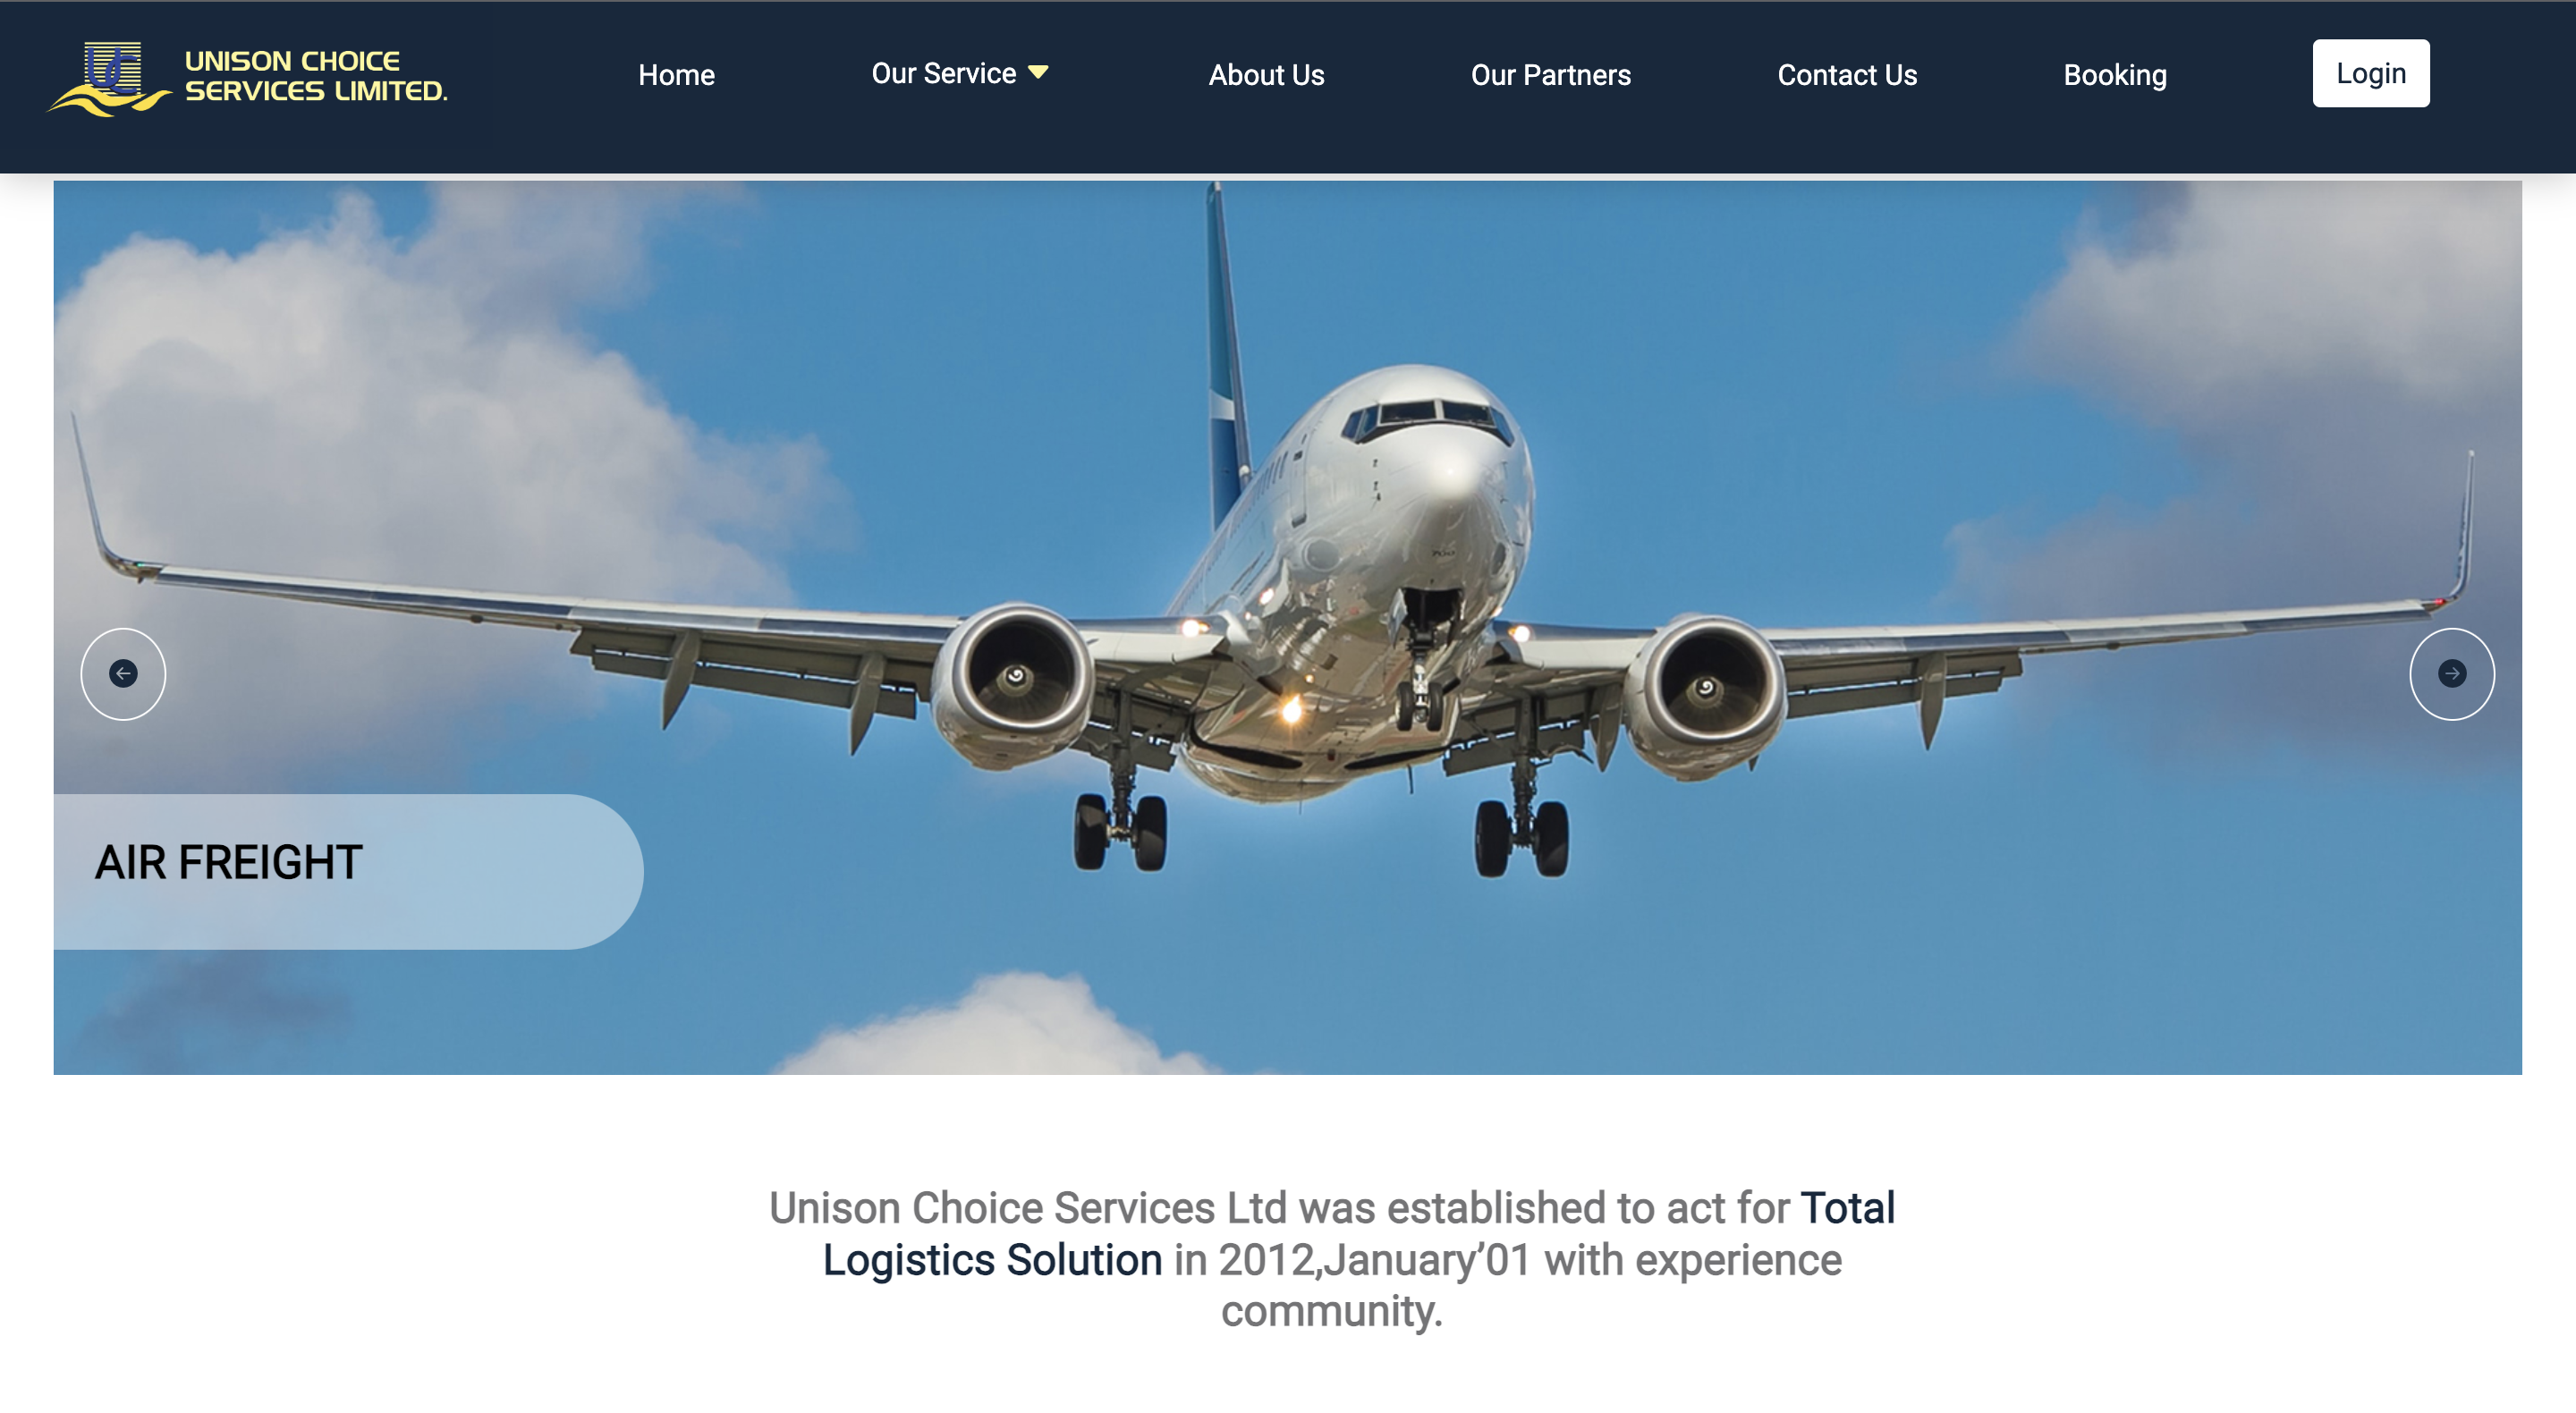 UNISON CHOICE
SERVICES LIMITED.
Home
Our Service
About Us
Our Partners
Contact Us
Booking
Login
AIR FREIGHT
Unison Choice Services Ltd was established to act for Total
Logistics Solution in 2012,January’01 with experience
community.